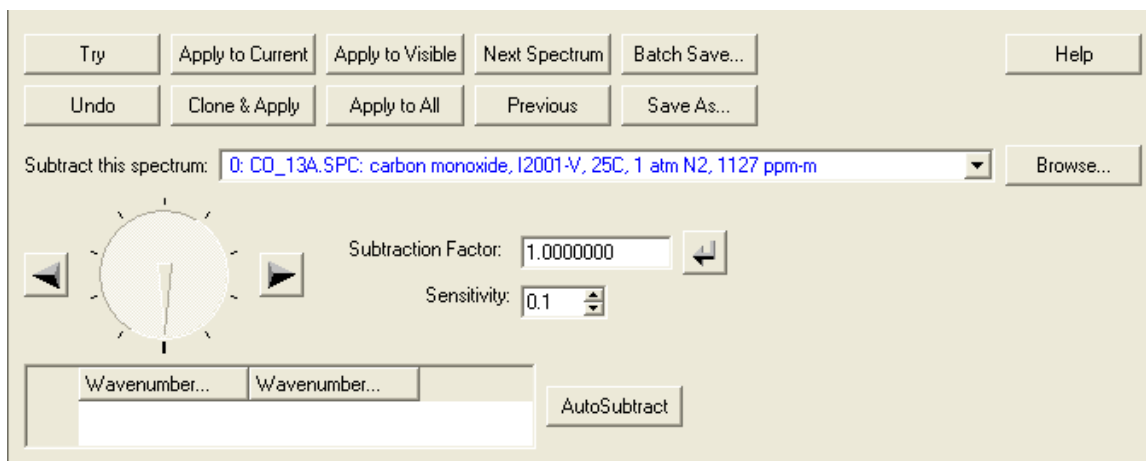 Try Apply to Current Apply to Visible Next Spectrum Batch Save... Help
Undo Clone & Apply Apply to All Previous Save As...
Subtract this spectrum: 0: CO_13A.SPC: carbon monoxide, I2001-V, 25C, 1 atm N2, 1127 ppm-m Browse...
Subtraction Factor: 1.0000000
Sensitivity: 0.1
Wavenumber... Wavenumber...
AutoSubtract